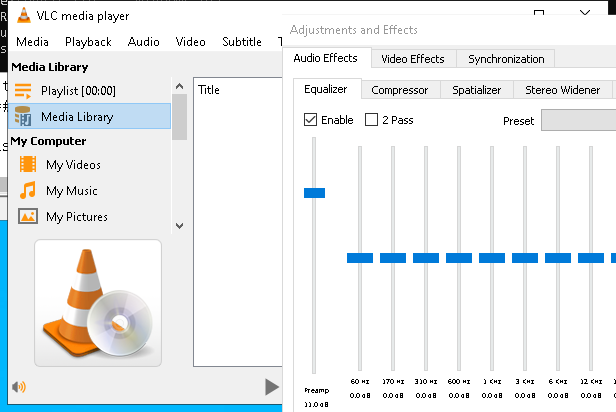 VLC media player
Media Playback Audio Video Subtitle T
Media Library
Playlist [00:00]
Media Library
My Computer
My Videos
My Music
My Pictures
Title
Adjustments and Effects
Audio Effects Video Effects Synchronization
Equalizer Compressor Spatializer Stereo Widener
Enable 2 Pass Preset
60 Hz 170 Hz 310 Hz 600 Hz 1 KHz 3 KHz 6 KHz 12 KHz
Preamp 0.0 dB 0.0 dB 0.0 dB 0.0 dB 0.0 dB 0.0 dB 0.0 dB 0.0 dB
11.0 dB